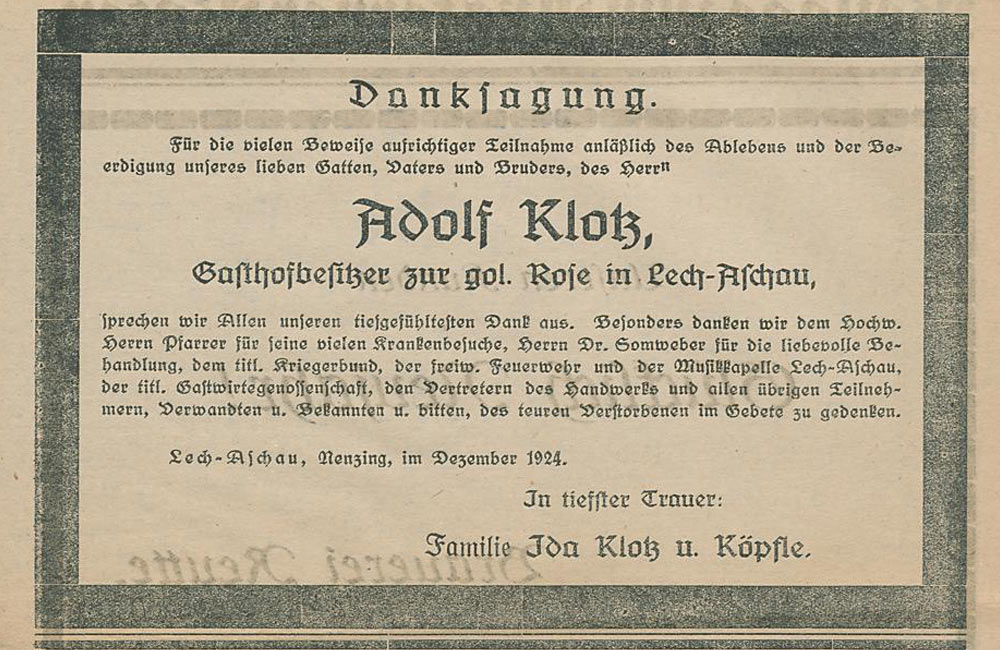 Danksagung.
Für die vielen Beweise aufrichtiger Teilnahme anläßlich des Ablebens und der Be-
erdigung unseres lieben Gatten, Vaters und Bruders, des Herrn
Adolf Klotz,
Gasthofbesitzer zur gol. Rose in Lech-Aschau,
sprechen wir Allen unseren tiefgefühltesten Dank aus. Besonders danken wir dem Hochw.
Herrn Pfarrer für seine vielen Krankenbesuche, Herrn Dr. Somweber für die liebevolle Be-
handlung, dem titl. Kriegerbund, der freiw. Feuerwehr und der Musikkapelle Lech-Aschau,
der titl. Gastwirtegenossenschaft, den Vertretern des Handwerks und allen übrigen Teilneh-
mern, Verwandten u. Bekannten u. bitten, des teuren Verstorbenen im Gebete zu gedenken.
Lech-Aschau, Nenzing, im Dezember 1924.
In tiefster Trauer:
Familie Ida Klotz u. Köpfle.
Brauerei Reutte.